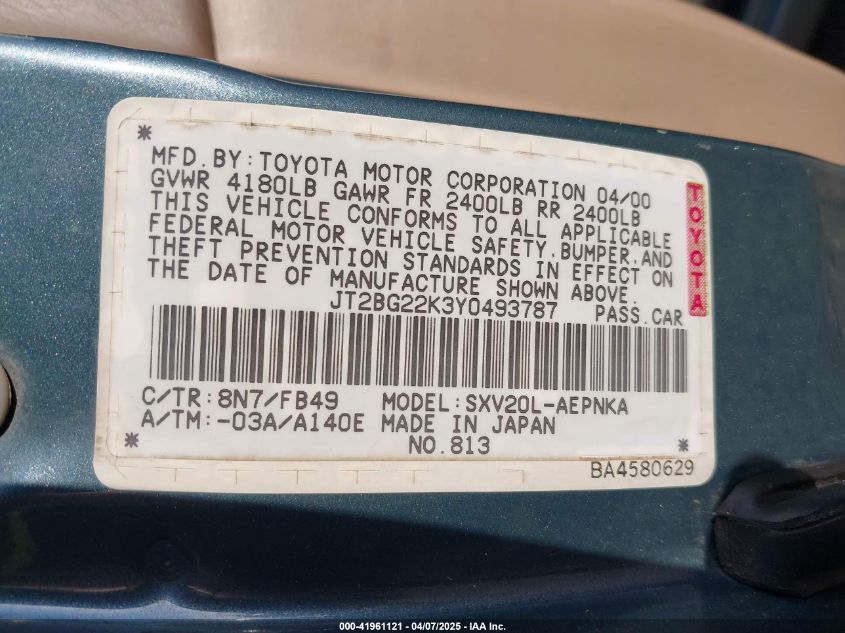 MFD.BY:TOYOTA MOTOR CORPORATION 04/00
GVWR 4180LB GAWR FR 2400LB RR 2400LB
THIS VEHICLE CONFORMS TO ALL APPLICABLE
FEDERAL MOTOR VEHICLE SAFETY,BUMPER,AND
THEFT PREVENTION STANDARDS IN EFFECT ON
THE DATE OF MANUFACTURE SHOWN ABOVE.
JT2BG22K3Y0493787 PASS.CAR
TOYOTA
C/TR:8N7/FB49 MODEL:SXV20L-AEPNKA
A/TM:-03A/A140E MADE IN JAPAN
NO.813
BA4580629
000-41961121 - 04/07/2025 - IAA Inc.